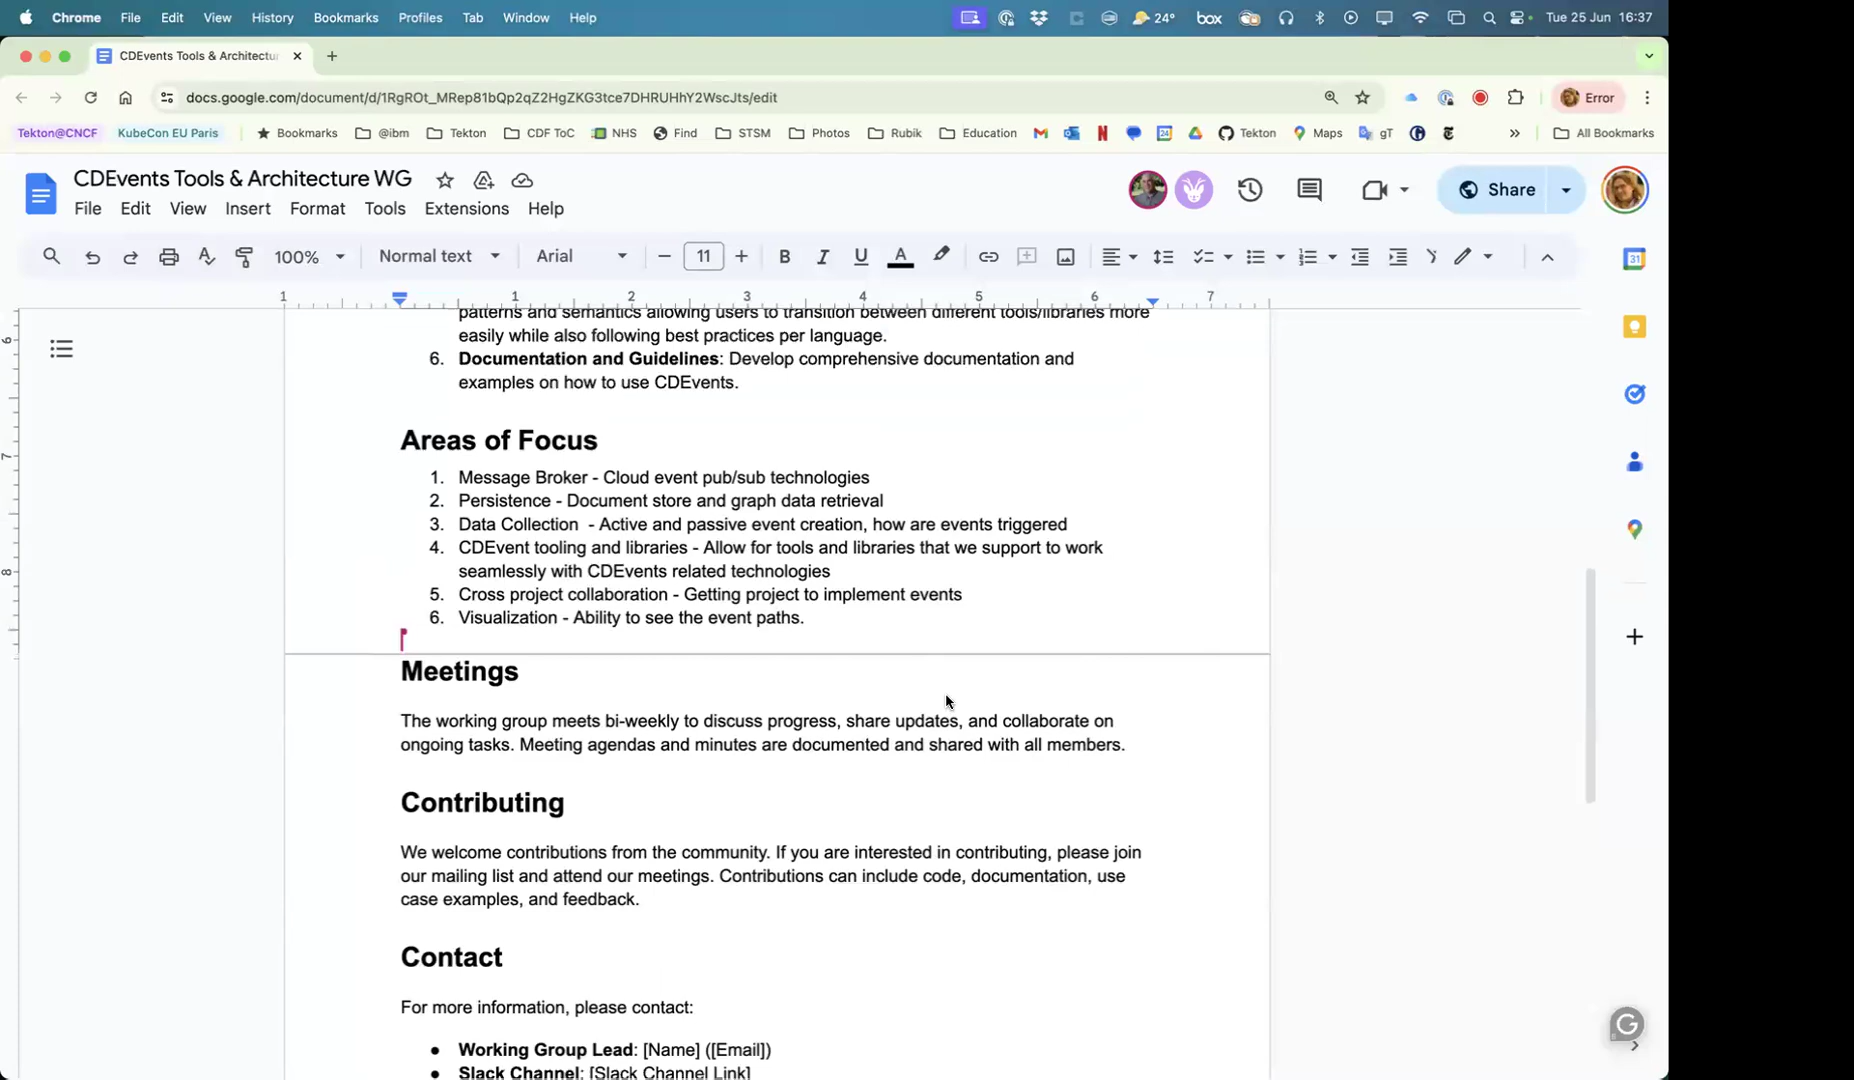 Chrome File Edit View History Bookmarks Profiles Tab Window Help 24° box Tue 25 Jun 16:37
CDEvents Tools & Architectur
docs.google.com/document/d/1RgROt_MRep81bQp2qZ2HgZKG3tce7DHRUHhY2WscJts/edit Error
Tekton@CNCF KubeCon EU Paris Bookmarks @ibm Tekton CDF ToC NHS Find STSM Photos Rubik Education Tekton Maps gT All Bookmarks
CDEvents Tools & Architecture WG
File Edit View Insert Format Tools Extensions Help
Share
100% Normal text Arial 11
1 1 2 3 4 5 6 7
patterns and semantics allowing users to transition between different tools/libraries more
easily while also following best practices per language.
6. Documentation and Guidelines: Develop comprehensive documentation and
examples on how to use CDEvents.
Areas of Focus
1. Message Broker - Cloud event pub/sub technologies
2. Persistence - Document store and graph data retrieval
3. Data Collection - Active and passive event creation, how are events triggered
4. CDEvent tooling and libraries - Allow for tools and libraries that we support to work
seamlessly with CDEvents related technologies
5. Cross project collaboration - Getting project to implement events
6. Visualization - Ability to see the event paths.
Meetings
The working group meets bi-weekly to discuss progress, share updates, and collaborate on
ongoing tasks. Meeting agendas and minutes are documented and shared with all members.
Contributing
We welcome contributions from the community. If you are interested in contributing, please join
our mailing list and attend our meetings. Contributions can include code, documentation, use
case examples, and feedback.
Contact
For more information, please contact:
● Working Group Lead: [Name] ([Email])
● Slack Channel: [Slack Channel Link]